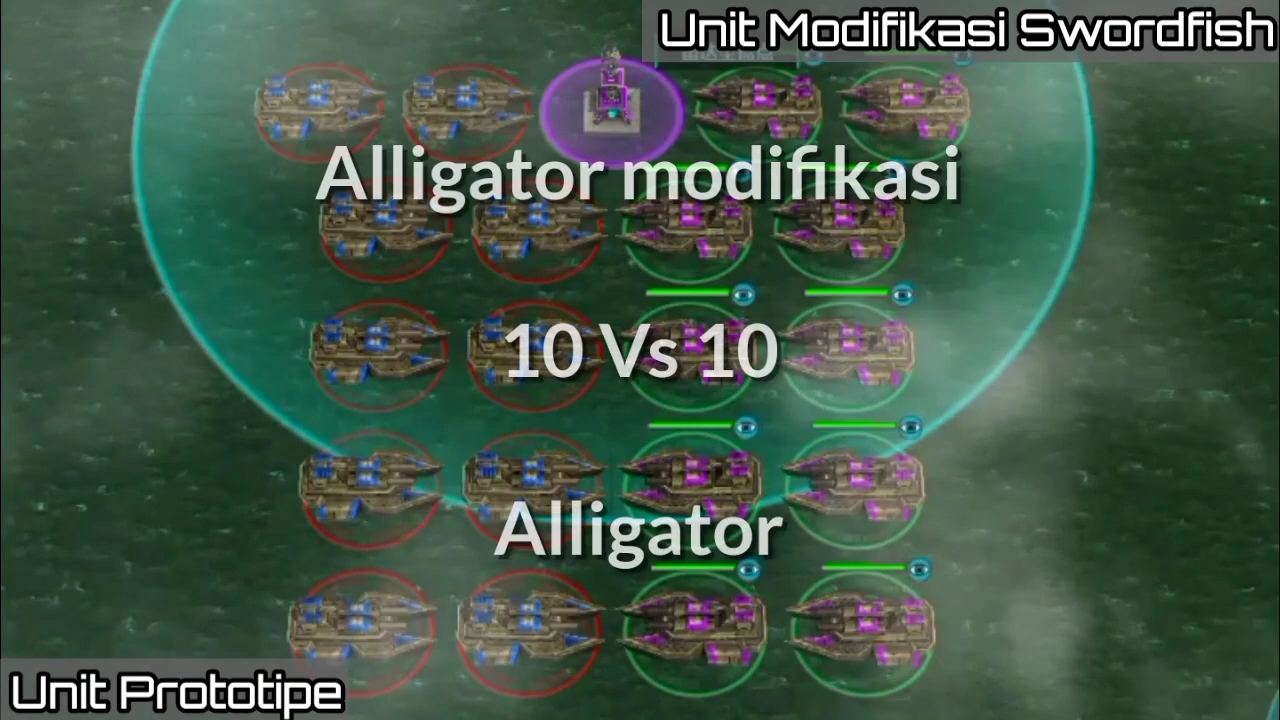 Unit Modifikasi Swordfish
Alligator modifikasi
10 Vs 10
Alligator
Unit Prototipe